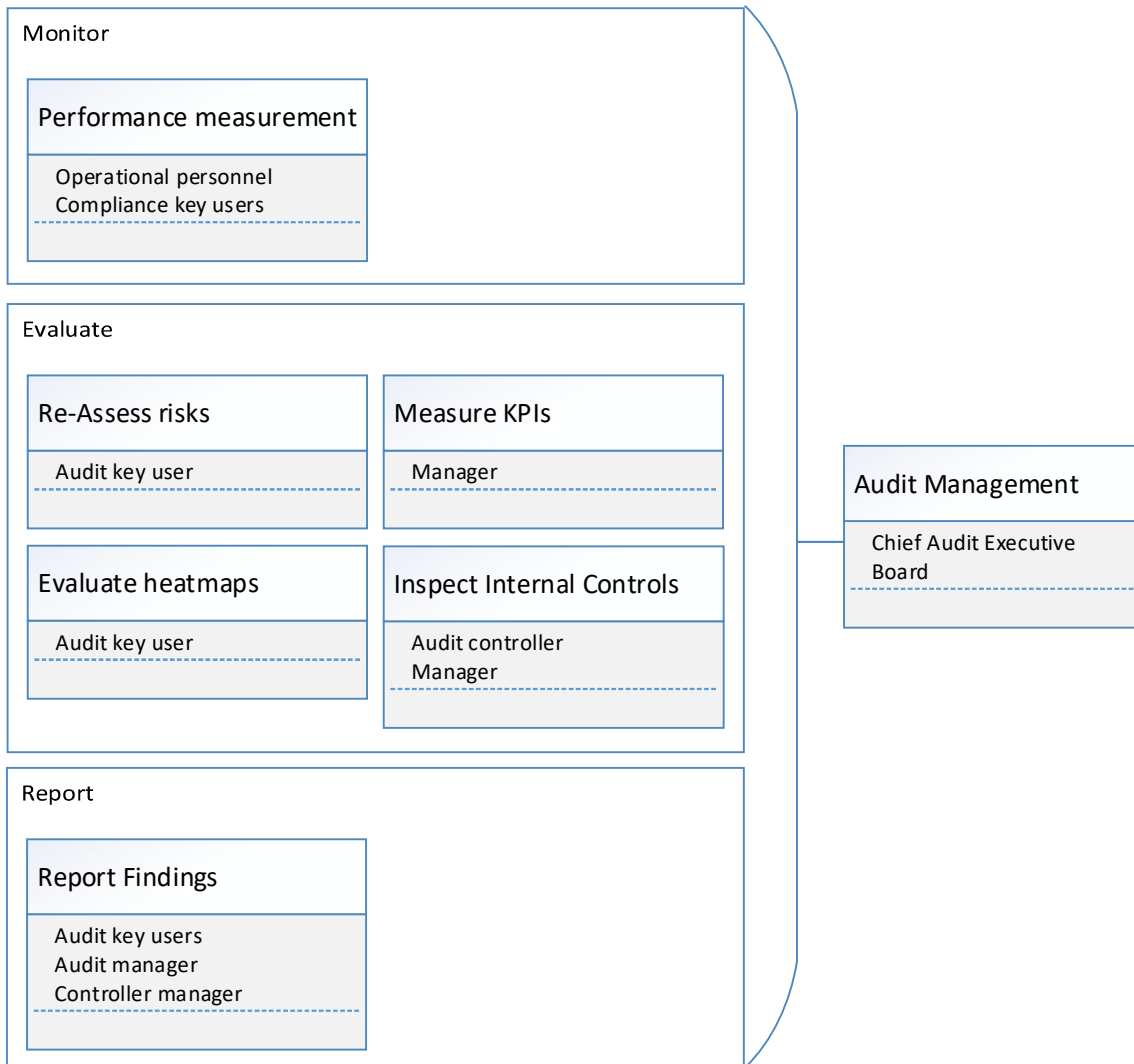 Monitor
Performance measurement
Operational personnel
Compliance key users
Evaluate
Re-Assess risks
Audit key user
Measure KPIs
Manager
Evaluate heatmaps
Audit key user
Inspect Internal Controls
Audit controller
Manager
Report
Report Findings
Audit key users
Audit manager
Controller manager
Audit Management
Chief Audit Executive
Board